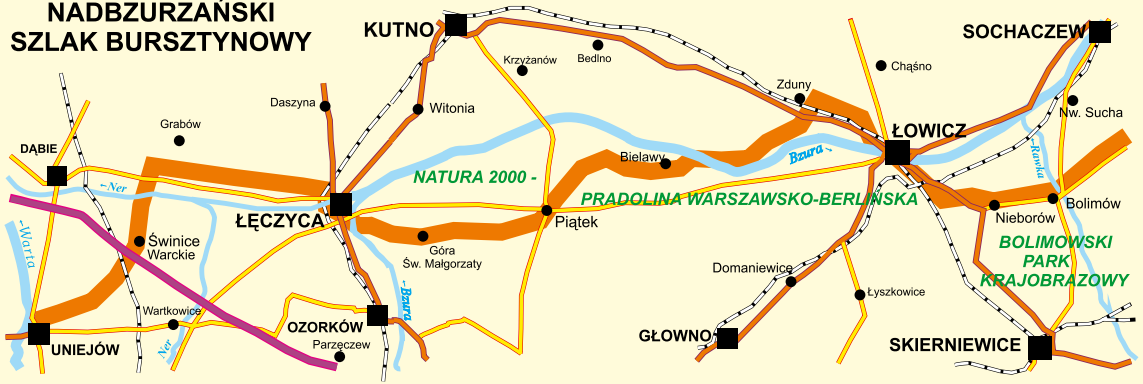 NADBZURZAŃSKI
SZLAK BURSZTYNOWY
KUTNO
SOCHACZEW
Krzyżanów
Bedlno
Chąśno
Zduny
Daszyna
Witonia
Nw. Sucha
Grabów
ŁOWICZ
DĄBIE
Bielawy
Bzura
Rawka
Ner
NATURA 2000 -
PRADOLINA WARSZAWSKO-BERLIŃSKA
Bolimów
ŁĘCZYCA
Piątek
Nieborów
Warta
Świnice
Warckie
Góra
Św. Małgorzaty
BOLIMOWSKI
PARK
KRAJOBRAZOWY
Domaniewice
Łyszkowice
Bzura
Wartkowice
OZORKÓW
GŁOWNO
SKIERNIEWICE
UNIEJÓW
Ner
Parzęczew